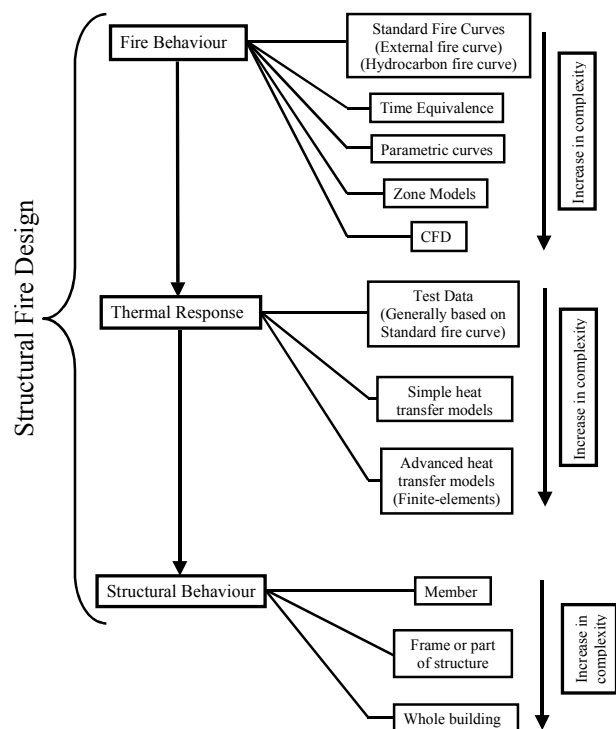 Structural Fire Design
Fire Behaviour
Standard Fire Curves
(External fire curve)
(Hydrocarbon fire curve)
Time Equivalence
Parametric curves
Zone Models
CFD
Increase in complexity
Thermal Response
Test Data
(Generally based on
Standard fire curve)
Simple heat
transfer models
Advanced heat
transfer models
(Finite-elements)
Increase in complexity
Structural Behaviour
Member
Frame or part
of structure
Whole building
Increase in
complexity